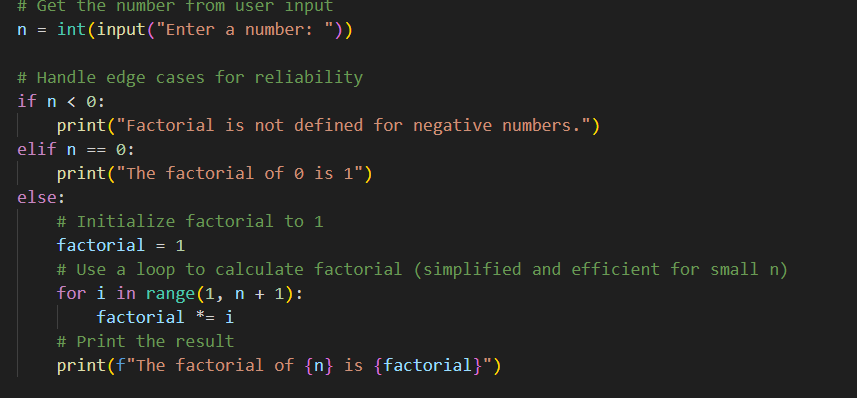 # Get the number from user input
n = int(input("Enter a number: "))

# Handle edge cases for reliability
if n < 0:
    print("Factorial is not defined for negative numbers.")
elif n == 0:
    print("The factorial of 0 is 1")
else:
    # Initialize factorial to 1
    factorial = 1
    # Use a loop to calculate factorial (simplified and efficient for small n)
    for i in range(1, n + 1):
        factorial *= i
    # Print the result
    print(f"The factorial of {n} is {factorial}")